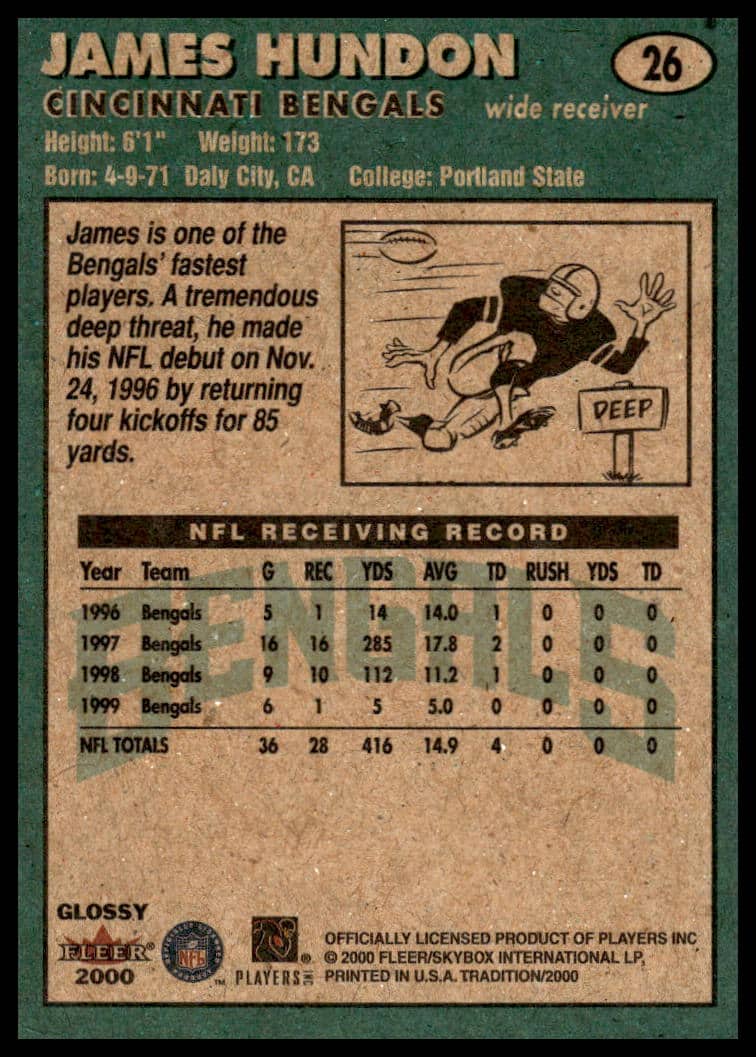 JAMES HUNDON
26
CINCINNATI BENGALS wide receiver
Height: 6'1" Weight: 173
Born: 4-9-71 Daly City, CA College: Portland State
James is one of the
Bengals' fastest
players. A tremendous
deep threat, he made
his NFL debut on Nov.
24, 1996 by returning
four kickoffs for 85
yards.
DEEP
NFL RECEIVING RECORD
BENGALS
Year Team G REC YDS AVG TD RUSH YDS TD
1996 Bengals 5 1 14 14.0 1 0 0 0
1997 Bengals 16 16 285 17.8 2 0 0 0
1998 Bengals 9 10 112 11.2 1 0 0 0
1999 Bengals 6 1 5 5.0 0 0 0 0
NFL TOTALS 36 28 416 14.9 4 0 0 0
GLOSSY
FLEER®
2000
NFL
™
PLAYERS INC
®
OFFICIALLY LICENSED PRODUCT OF PLAYERS INC
© 2000 FLEER/SKYBOX INTERNATIONAL LP,
PRINTED IN U.S.A. TRADITION/2000